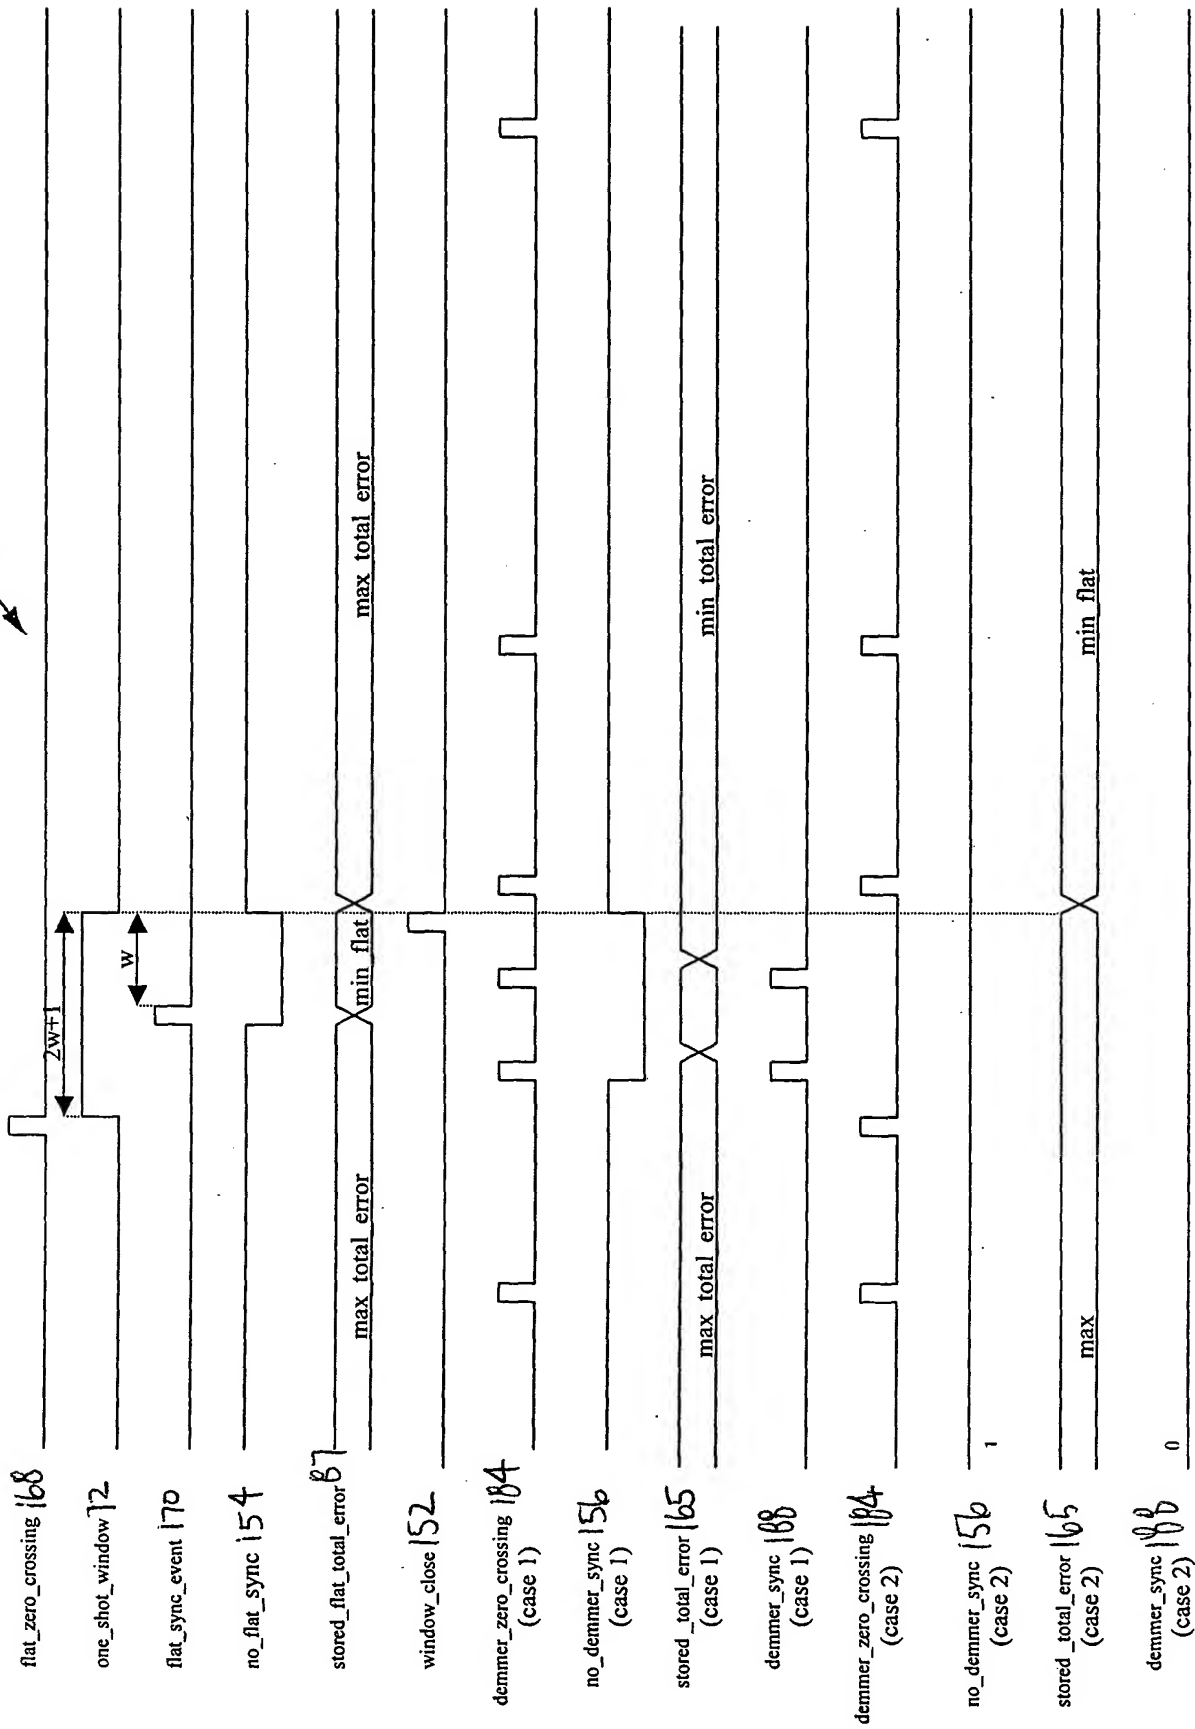 flat_zero_crossing 168
2w+1
one_shot_window 72
w
flat_sync_event 170
no_flat_sync 154
stored_flat_total_error 87
max total error
min flat
max total error
window_close 152
demmer_zero_crossing 184
(case 1)
no_demmer_sync 156
(case 1)
stored_total_error 165
(case 1)
max total error
min total error
demmer_sync 188
(case 1)
demmer_zero_crossing 184
(case 2)
no_demmer_sync 156
(case 2)
1
stored_total_error 165
(case 2)
max
min flat
demmer_sync 188
(case 2)
0